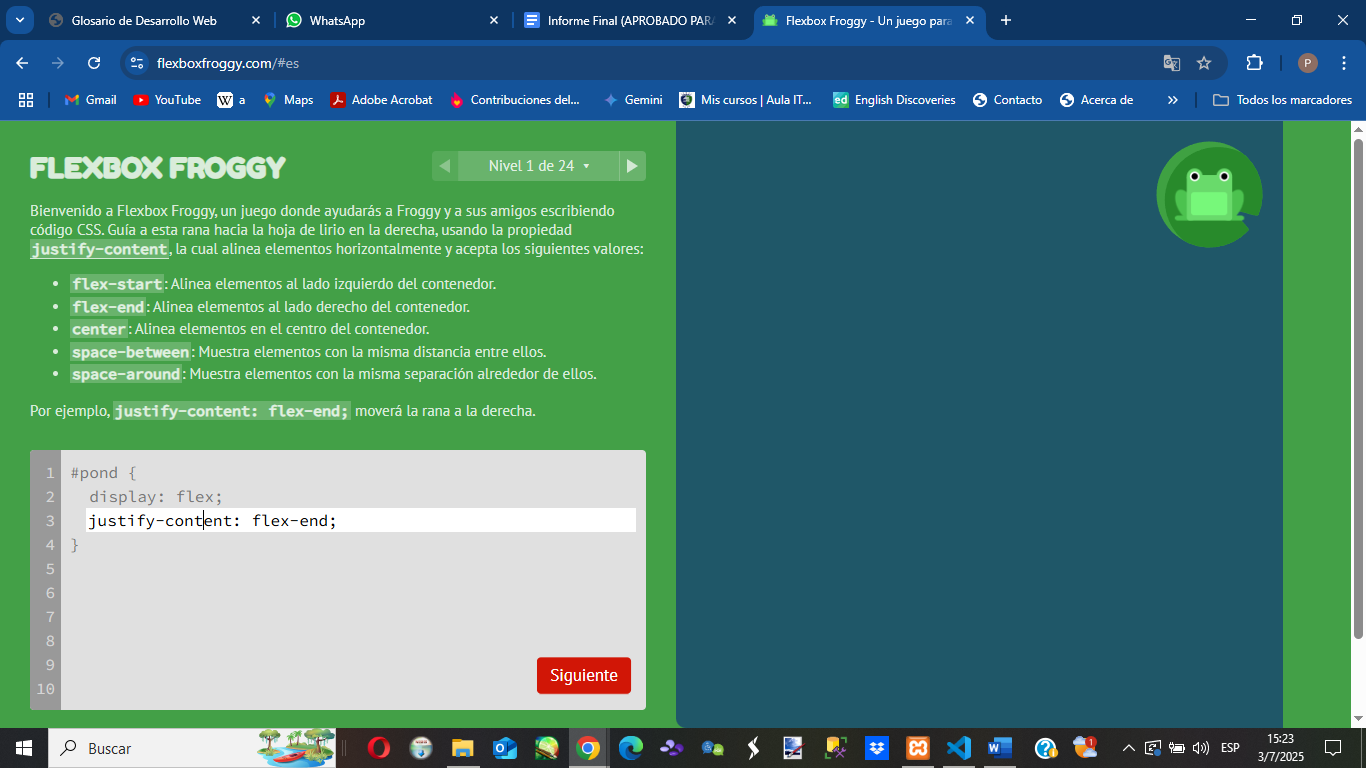 Glosario de Desarrollo Web
WhatsApp
Informe Final (APROBADO PARA
Flexbox Froggy - Un juego para
flexboxfroggy.com/#es
P
Gmail
YouTube
W a
Maps
Adobe Acrobat
Contribuciones del...
Gemini
Mis cursos | Aula IT...
ed English Discoveries
Contacto
Acerca de
Todos los marcadores
FLEXBOX FROGGY
Nivel 1 de 24
Bienvenido a Flexbox Froggy, un juego donde ayudarás a Froggy y a sus amigos escribiendo
código CSS. Guía a esta rana hacia la hoja de lirio en la derecha, usando la propiedad
justify-content, la cual alinea elementos horizontalmente y acepta los siguientes valores:
• flex-start: Alinea elementos al lado izquierdo del contenedor.
• flex-end: Alinea elementos al lado derecho del contenedor.
• center: Alinea elementos en el centro del contenedor.
• space-between: Muestra elementos con la misma distancia entre ellos.
• space-around: Muestra elementos con la misma separación alrededor de ellos.
Por ejemplo, justify-content: flex-end; moverá la rana a la derecha.
1 #pond {
2 display: flex;
3 justify-content: flex-end;
4 }
5
6
7
8
9
10
Siguiente
Buscar
1
ESP
15:23
3/7/2025